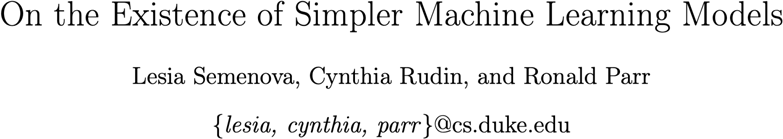 On the Existence of Simpler Machine Learning Models
Lesia Semenova, Cynthia Rudin, and Ronald Parr
{lesia, cynthia, parr}@cs.duke.edu